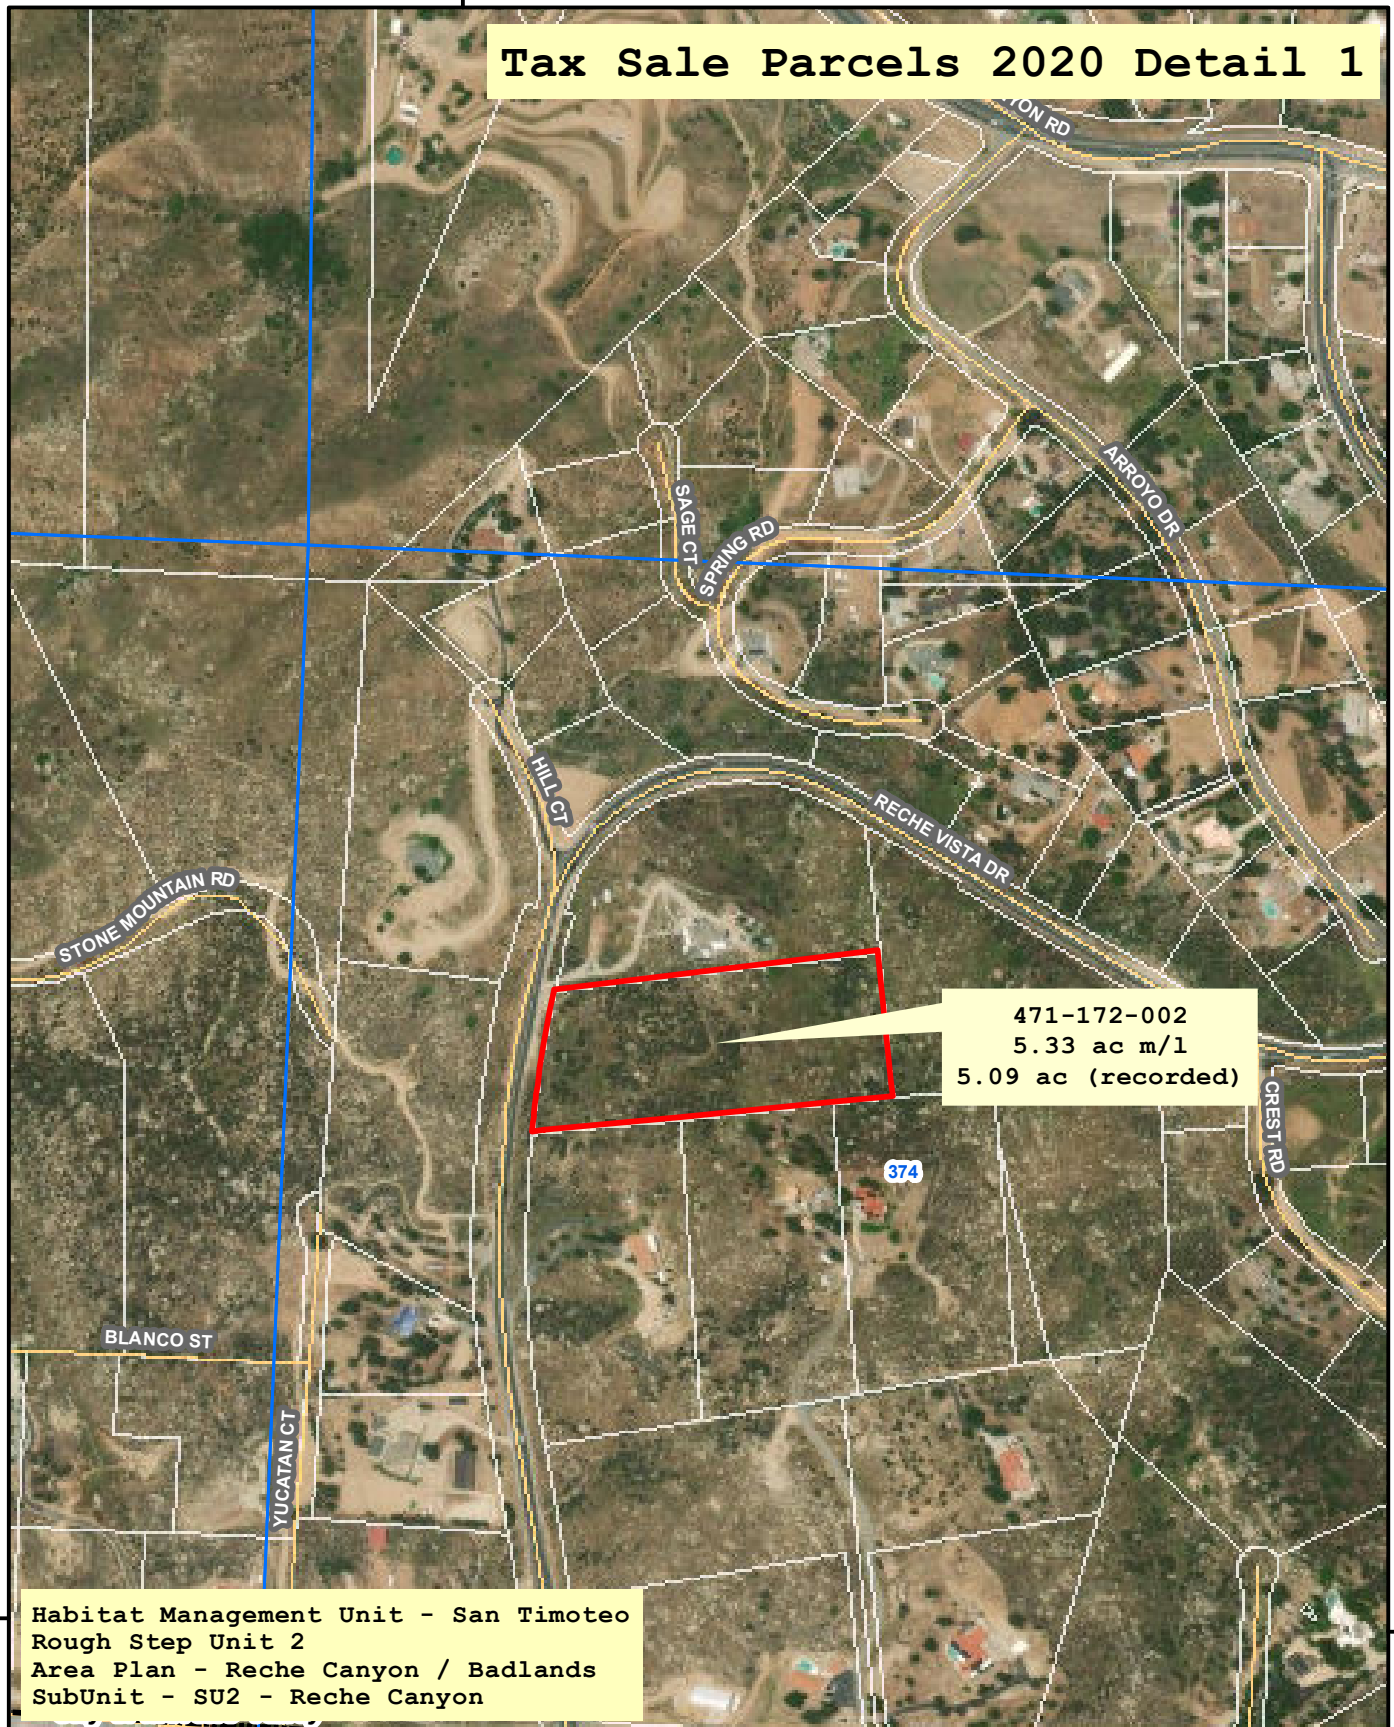 Tax Sale Parcels 2020 Detail 1
YON RD
ARROYO DR
SAGE CT
SPRING RD
HILL CT
RECHE VISTA DR
STONE MOUNTAIN RD
471-172-002
5.33 ac m/l
5.09 ac (recorded)
CREST RD
374
BLANCO ST
YUCATAN CT
Habitat Management Unit - San Timoteo
Rough Step Unit 2
Area Plan - Reche Canyon / Badlands
SubUnit - SU2 - Reche Canyon